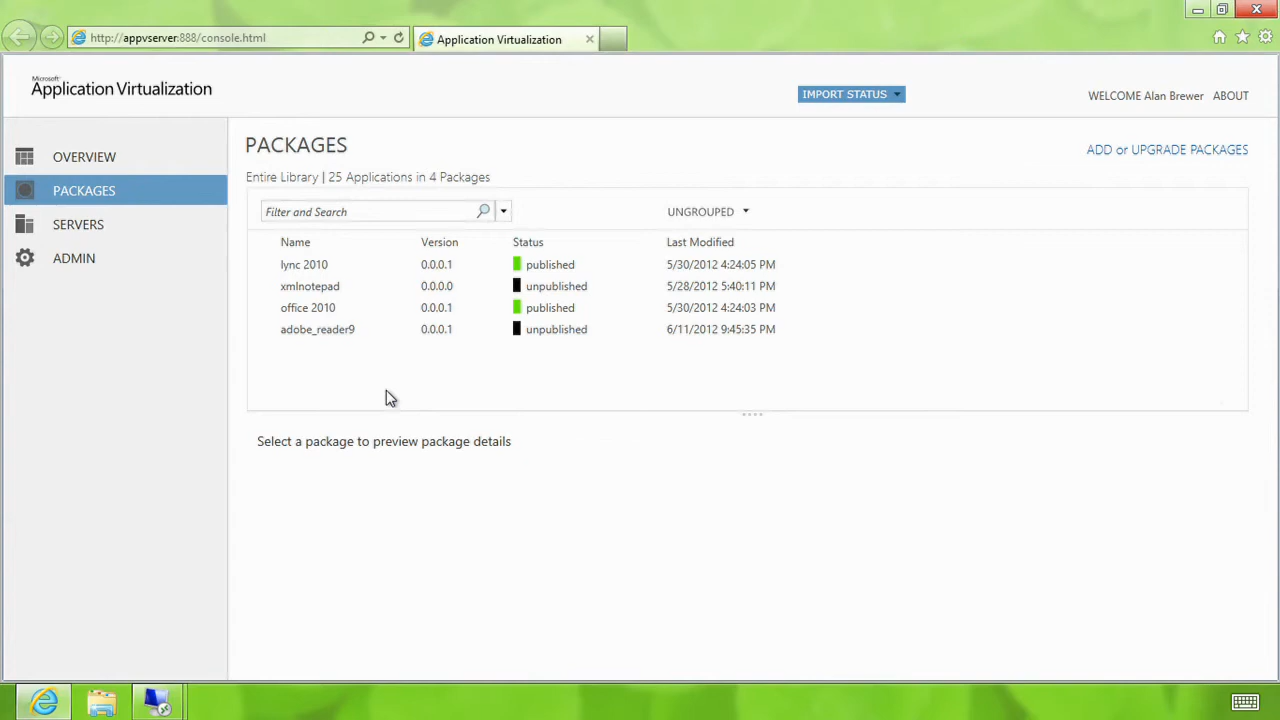 http://appvserver:888/console.html
Application Virtualization
Microsoft
Application Virtualization
IMPORT STATUS
WELCOME Alan Brewer ABOUT
OVERVIEW
PACKAGES
SERVERS
ADMIN
PACKAGES
ADD or UPGRADE PACKAGES
Entire Library | 25 Applications in 4 Packages
Filter and Search
UNGROUPED
Name Version Status Last Modified
lync 2010 0.0.0.1 published 5/30/2012 4:24:05 PM
xmlnotepad 0.0.0.0 unpublished 5/28/2012 5:40:11 PM
office 2010 0.0.0.1 published 5/30/2012 4:24:03 PM
adobe_reader9 0.0.0.1 unpublished 6/11/2012 9:45:35 PM
Select a package to preview package details